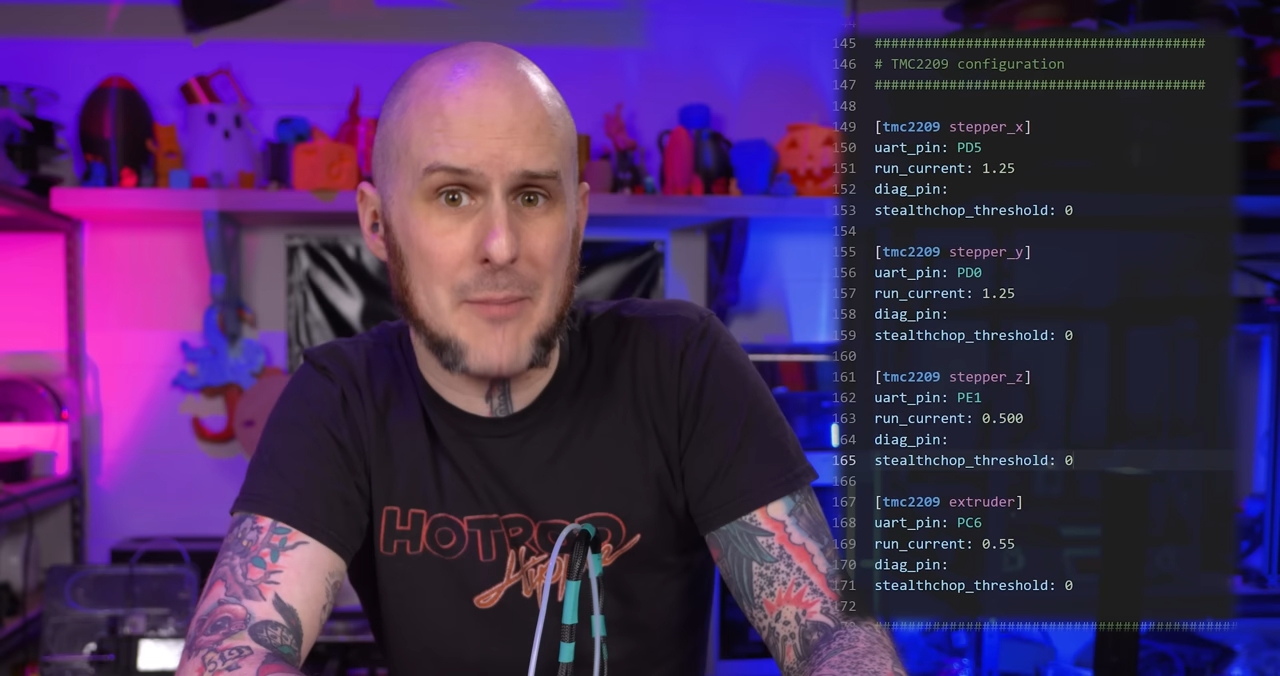 145 #######################################
146 # TMC2209 configuration
147 #######################################
148
149 [tmc2209 stepper_x]
150 uart_pin: PD5
151 run_current: 1.25
152 diag_pin:
153 stealthchop_threshold: 0
154
155 [tmc2209 stepper_y]
156 uart_pin: PD0
157 run_current: 1.25
158 diag_pin:
159 stealthchop_threshold: 0
160
161 [tmc2209 stepper_z]
162 uart_pin: PE1
163 run_current: 0.500
164 diag_pin:
165 stealthchop_threshold: 0
166
167 [tmc2209 extruder]
168 uart_pin: PC6
169 run_current: 0.55
170 diag_pin:
171 stealthchop_threshold: 0
172
HOTROD
Hippie